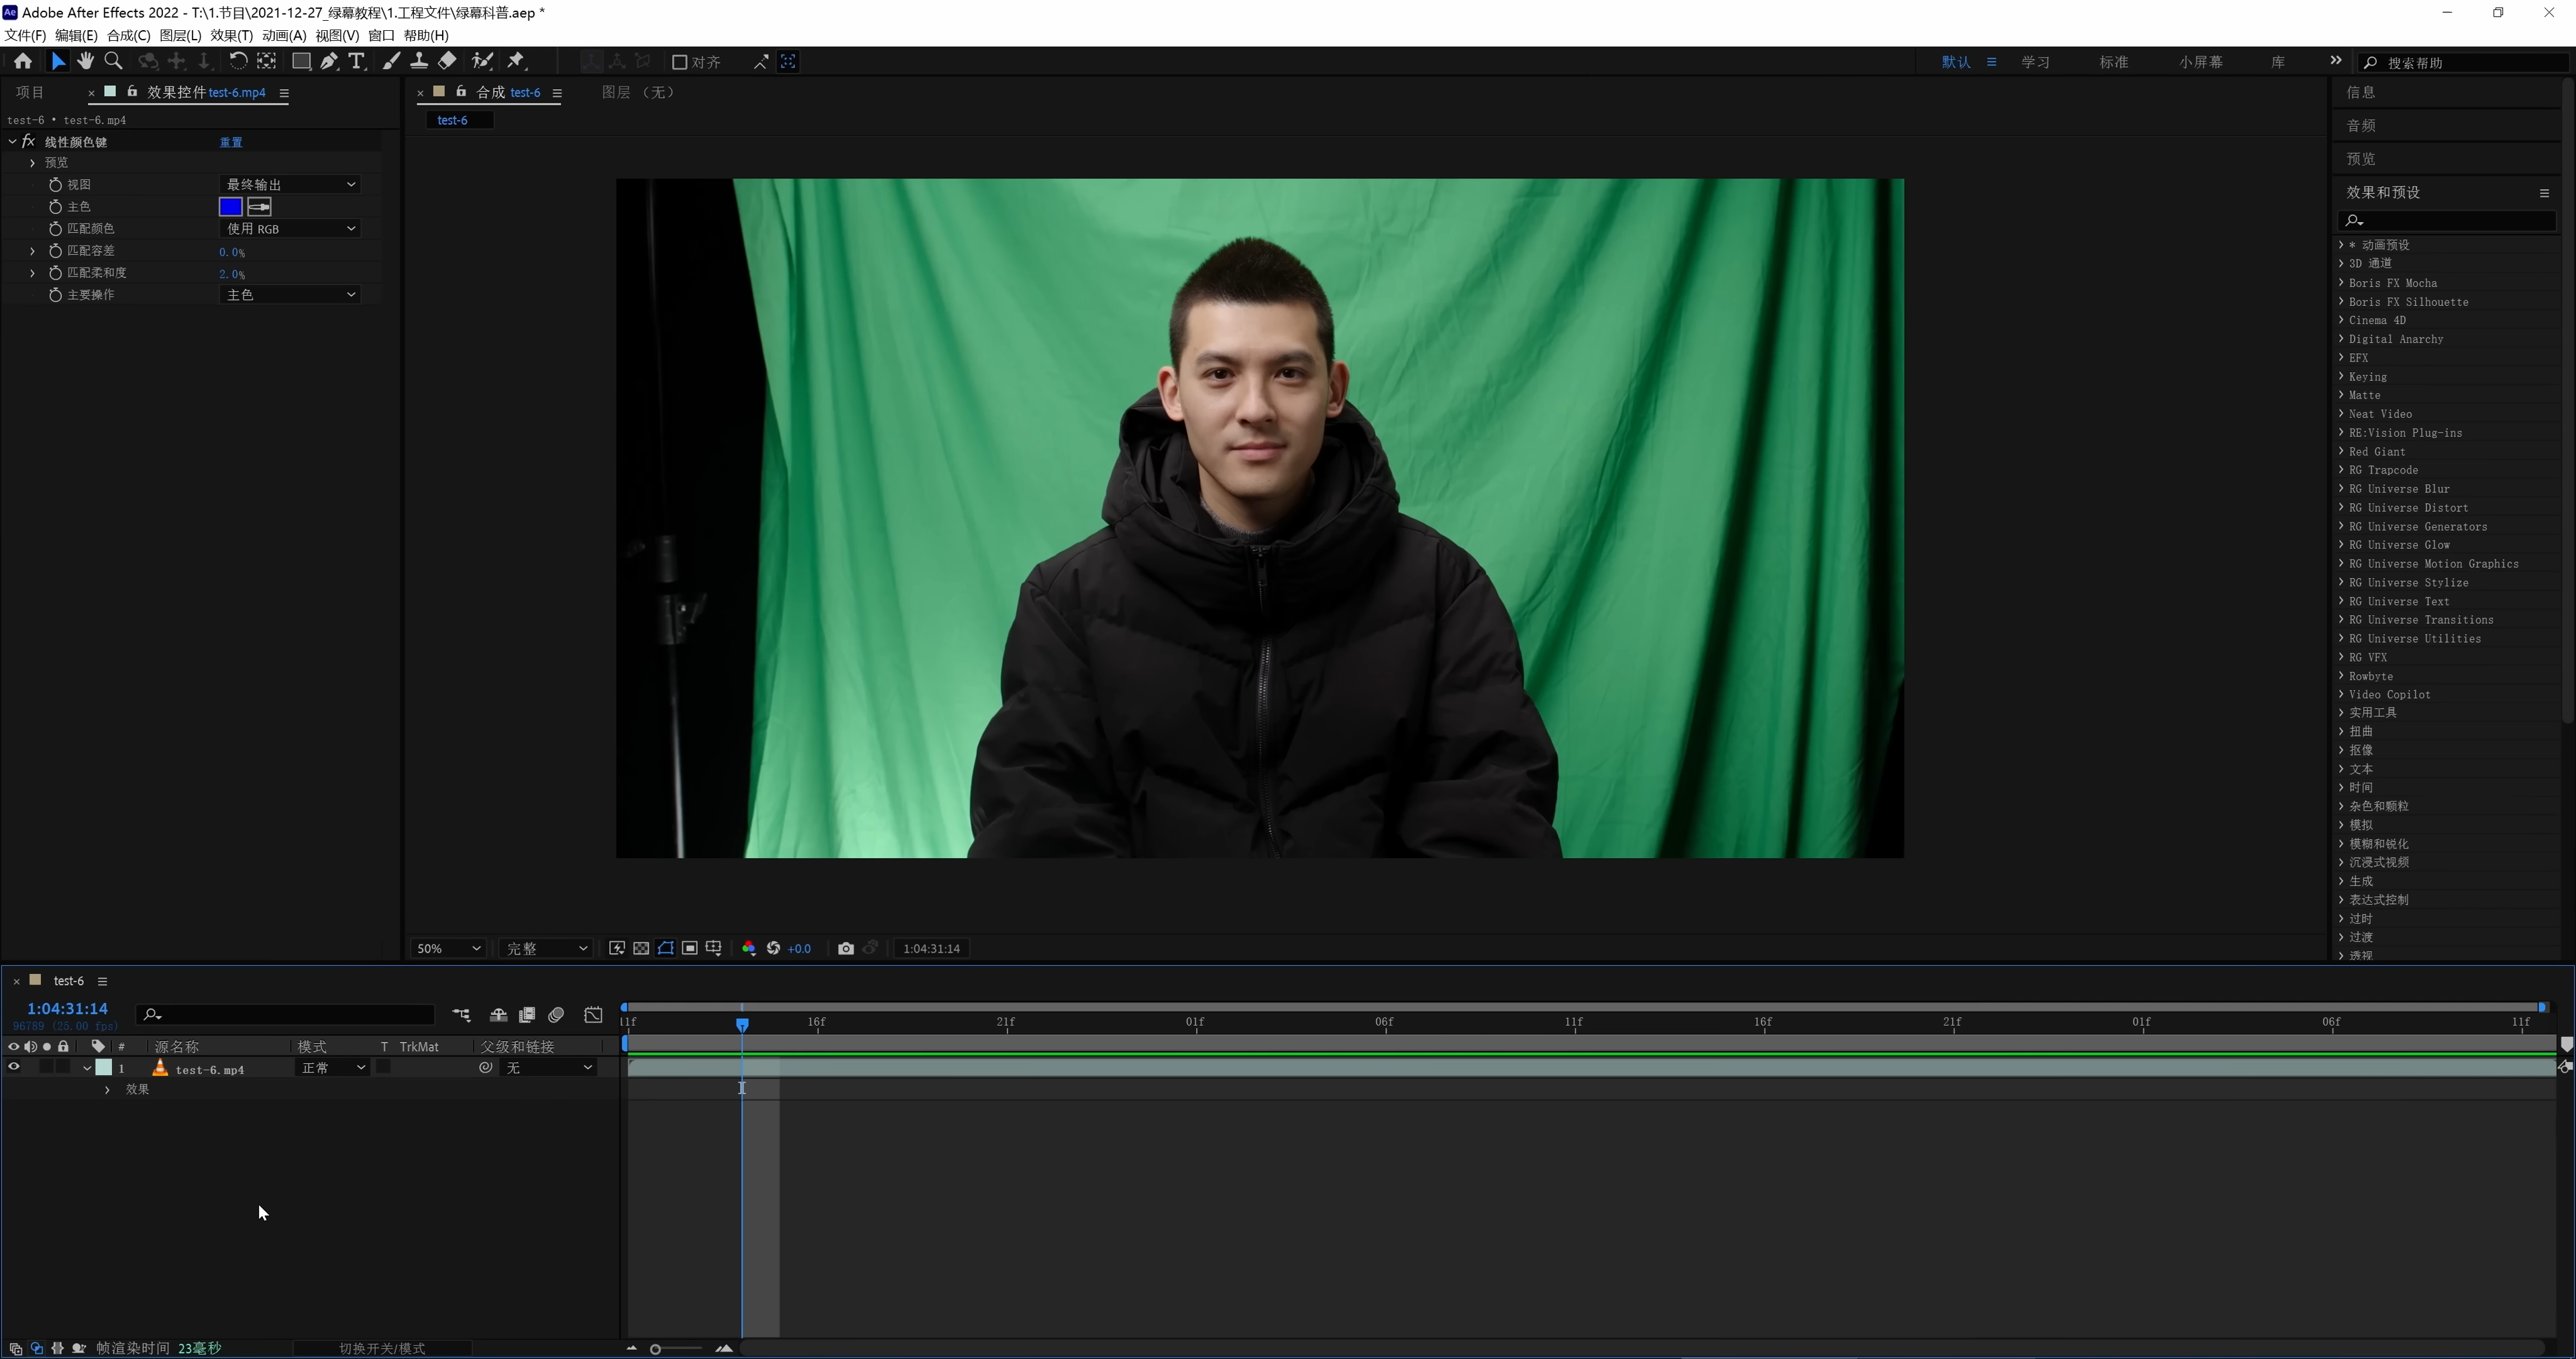 Adobe After Effects 2022 - T:\1.节目\2021-12-27_绿幕教程\1.工程文件\绿幕科普.aep *
文件(F) 编辑(E) 合成(C) 图层(L) 效果(T) 动画(A) 视图(V) 窗口 帮助(H)
对齐
默认 学习 标准 小屏幕 库 搜索帮助
项目 效果控件 test-6.mp4
test-6 • test-6.mp4
fx 线性颜色键 重置
预览
视图 最终输出
主色
匹配颜色 使用 RGB
匹配容差 0.0%
匹配柔和度 2.0%
主要操作 主色
合成 test-6 图层 （无）
test-6
50% 完整 +0.0 1:04:31:14
信息
音频
预览
效果和预设
* 动画预设
3D 通道
Boris FX Mocha
Boris FX Silhouette
Cinema 4D
Digital Anarchy
EFX
Keying
Matte
Neat Video
RE:Vision Plug-ins
Red Giant
RG Trapcode
RG Universe Blur
RG Universe Distort
RG Universe Generators
RG Universe Glow
RG Universe Motion Graphics
RG Universe Stylize
RG Universe Text
RG Universe Transitions
RG Universe Utilities
RG VFX
Rowbyte
Video Copilot
实用工具
扭曲
抠像
文本
时间
杂色和颗粒
模拟
模糊和锐化
沉浸式视频
生成
表达式控制
过时
过渡
透视
test-6
1:04:31:14
96789 (25.00 fps)
11f 16f 21f 01f 06f 11f 16f 21f 01f 06f 11f
# 源名称 模式 T TrkMat 父级和链接
1 test-6.mp4 正常 无
效果
帧渲染时间 23毫秒 切换开关/模式